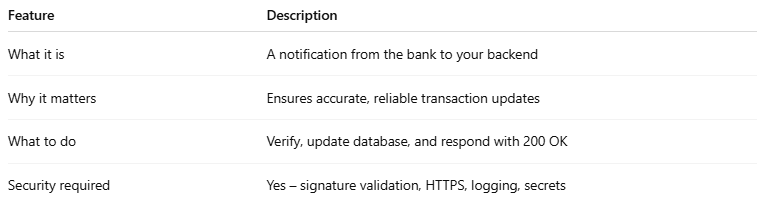 Feature Description
What it is A notification from the bank to your backend
Why it matters Ensures accurate, reliable transaction updates
What to do Verify, update database, and respond with 200 OK
Security required Yes – signature validation, HTTPS, logging, secrets